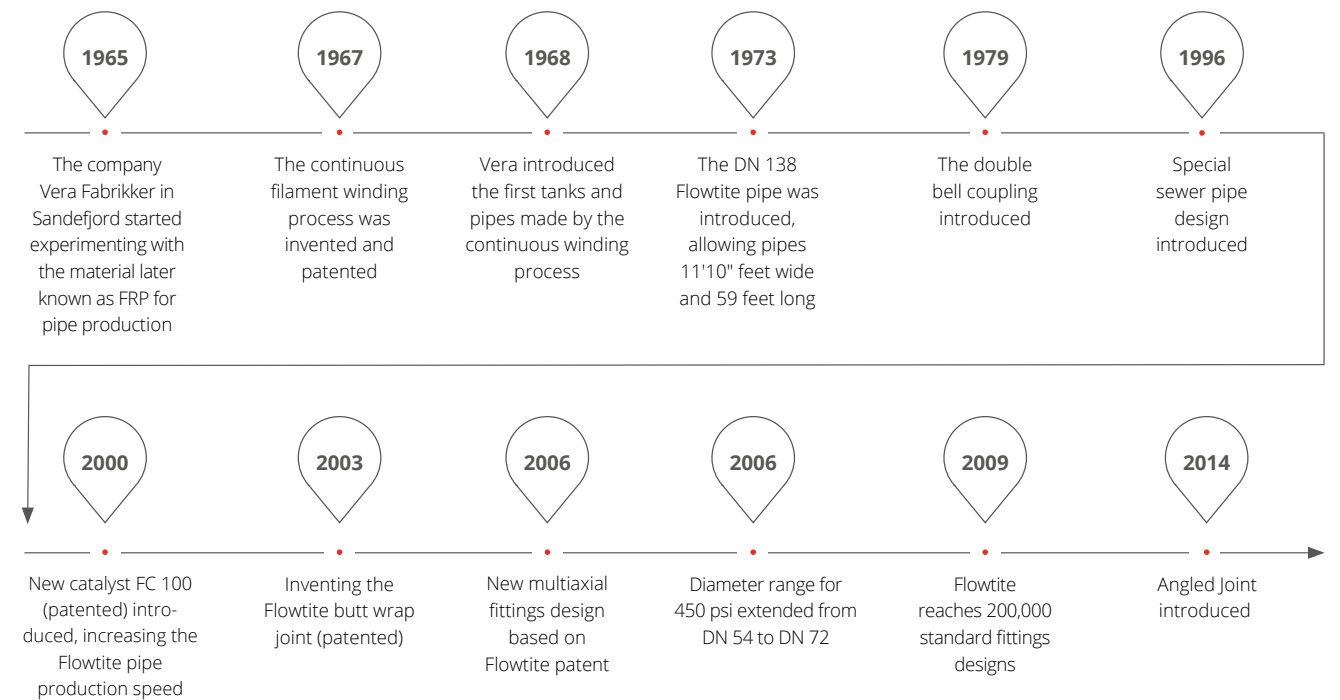 1965
The company
Vera Fabrikker in
Sandefjord started
experimenting with
the material later
known as FRP for
pipe production
1967
The continuous
filament winding
process was
invented and
patented
1968
Vera introduced
the first tanks and
pipes made by the
continuous winding
process
1973
The DN 138
Flowtite pipe was
introduced,
allowing pipes
11'10" feet wide
and 59 feet long
1979
The double
bell coupling
introduced
1996
Special
sewer pipe
design
introduced
2000
New catalyst FC 100
(patented) intro-
duced, increasing the
Flowtite pipe
production speed
2003
Inventing the
Flowtite butt wrap
joint (patented)
2006
New multiaxial
fittings design
based on
Flowtite patent
2006
Diameter range for
450 psi extended from
DN 54 to DN 72
2009
Flowtite
reaches 200,000
standard fittings
designs
2014
Angled Joint
introduced